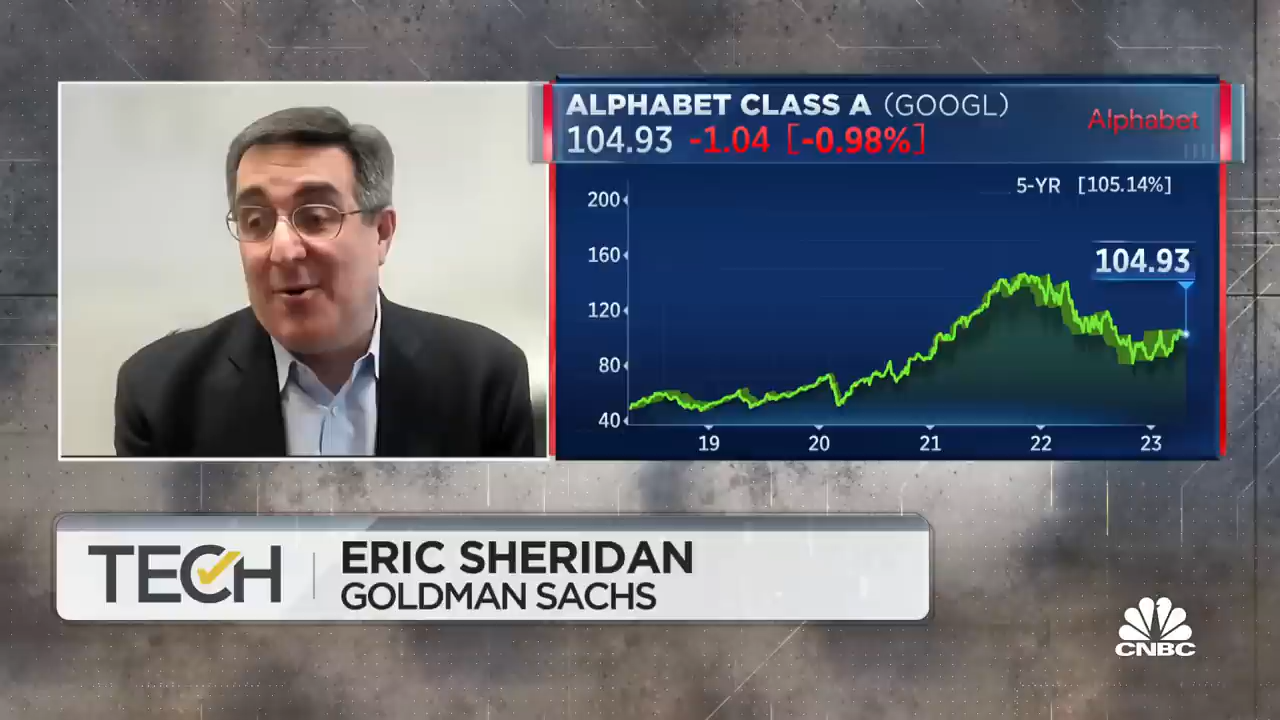 ALPHABET CLASS A (GOOGL)
104.93 -1.04 [-0.98%]
Alphabet
5-YR [105.14%]
200
160
120
80
40
104.93
19 20 21 22 23
TECH
ERIC SHERIDAN
GOLDMAN SACHS
CNBC